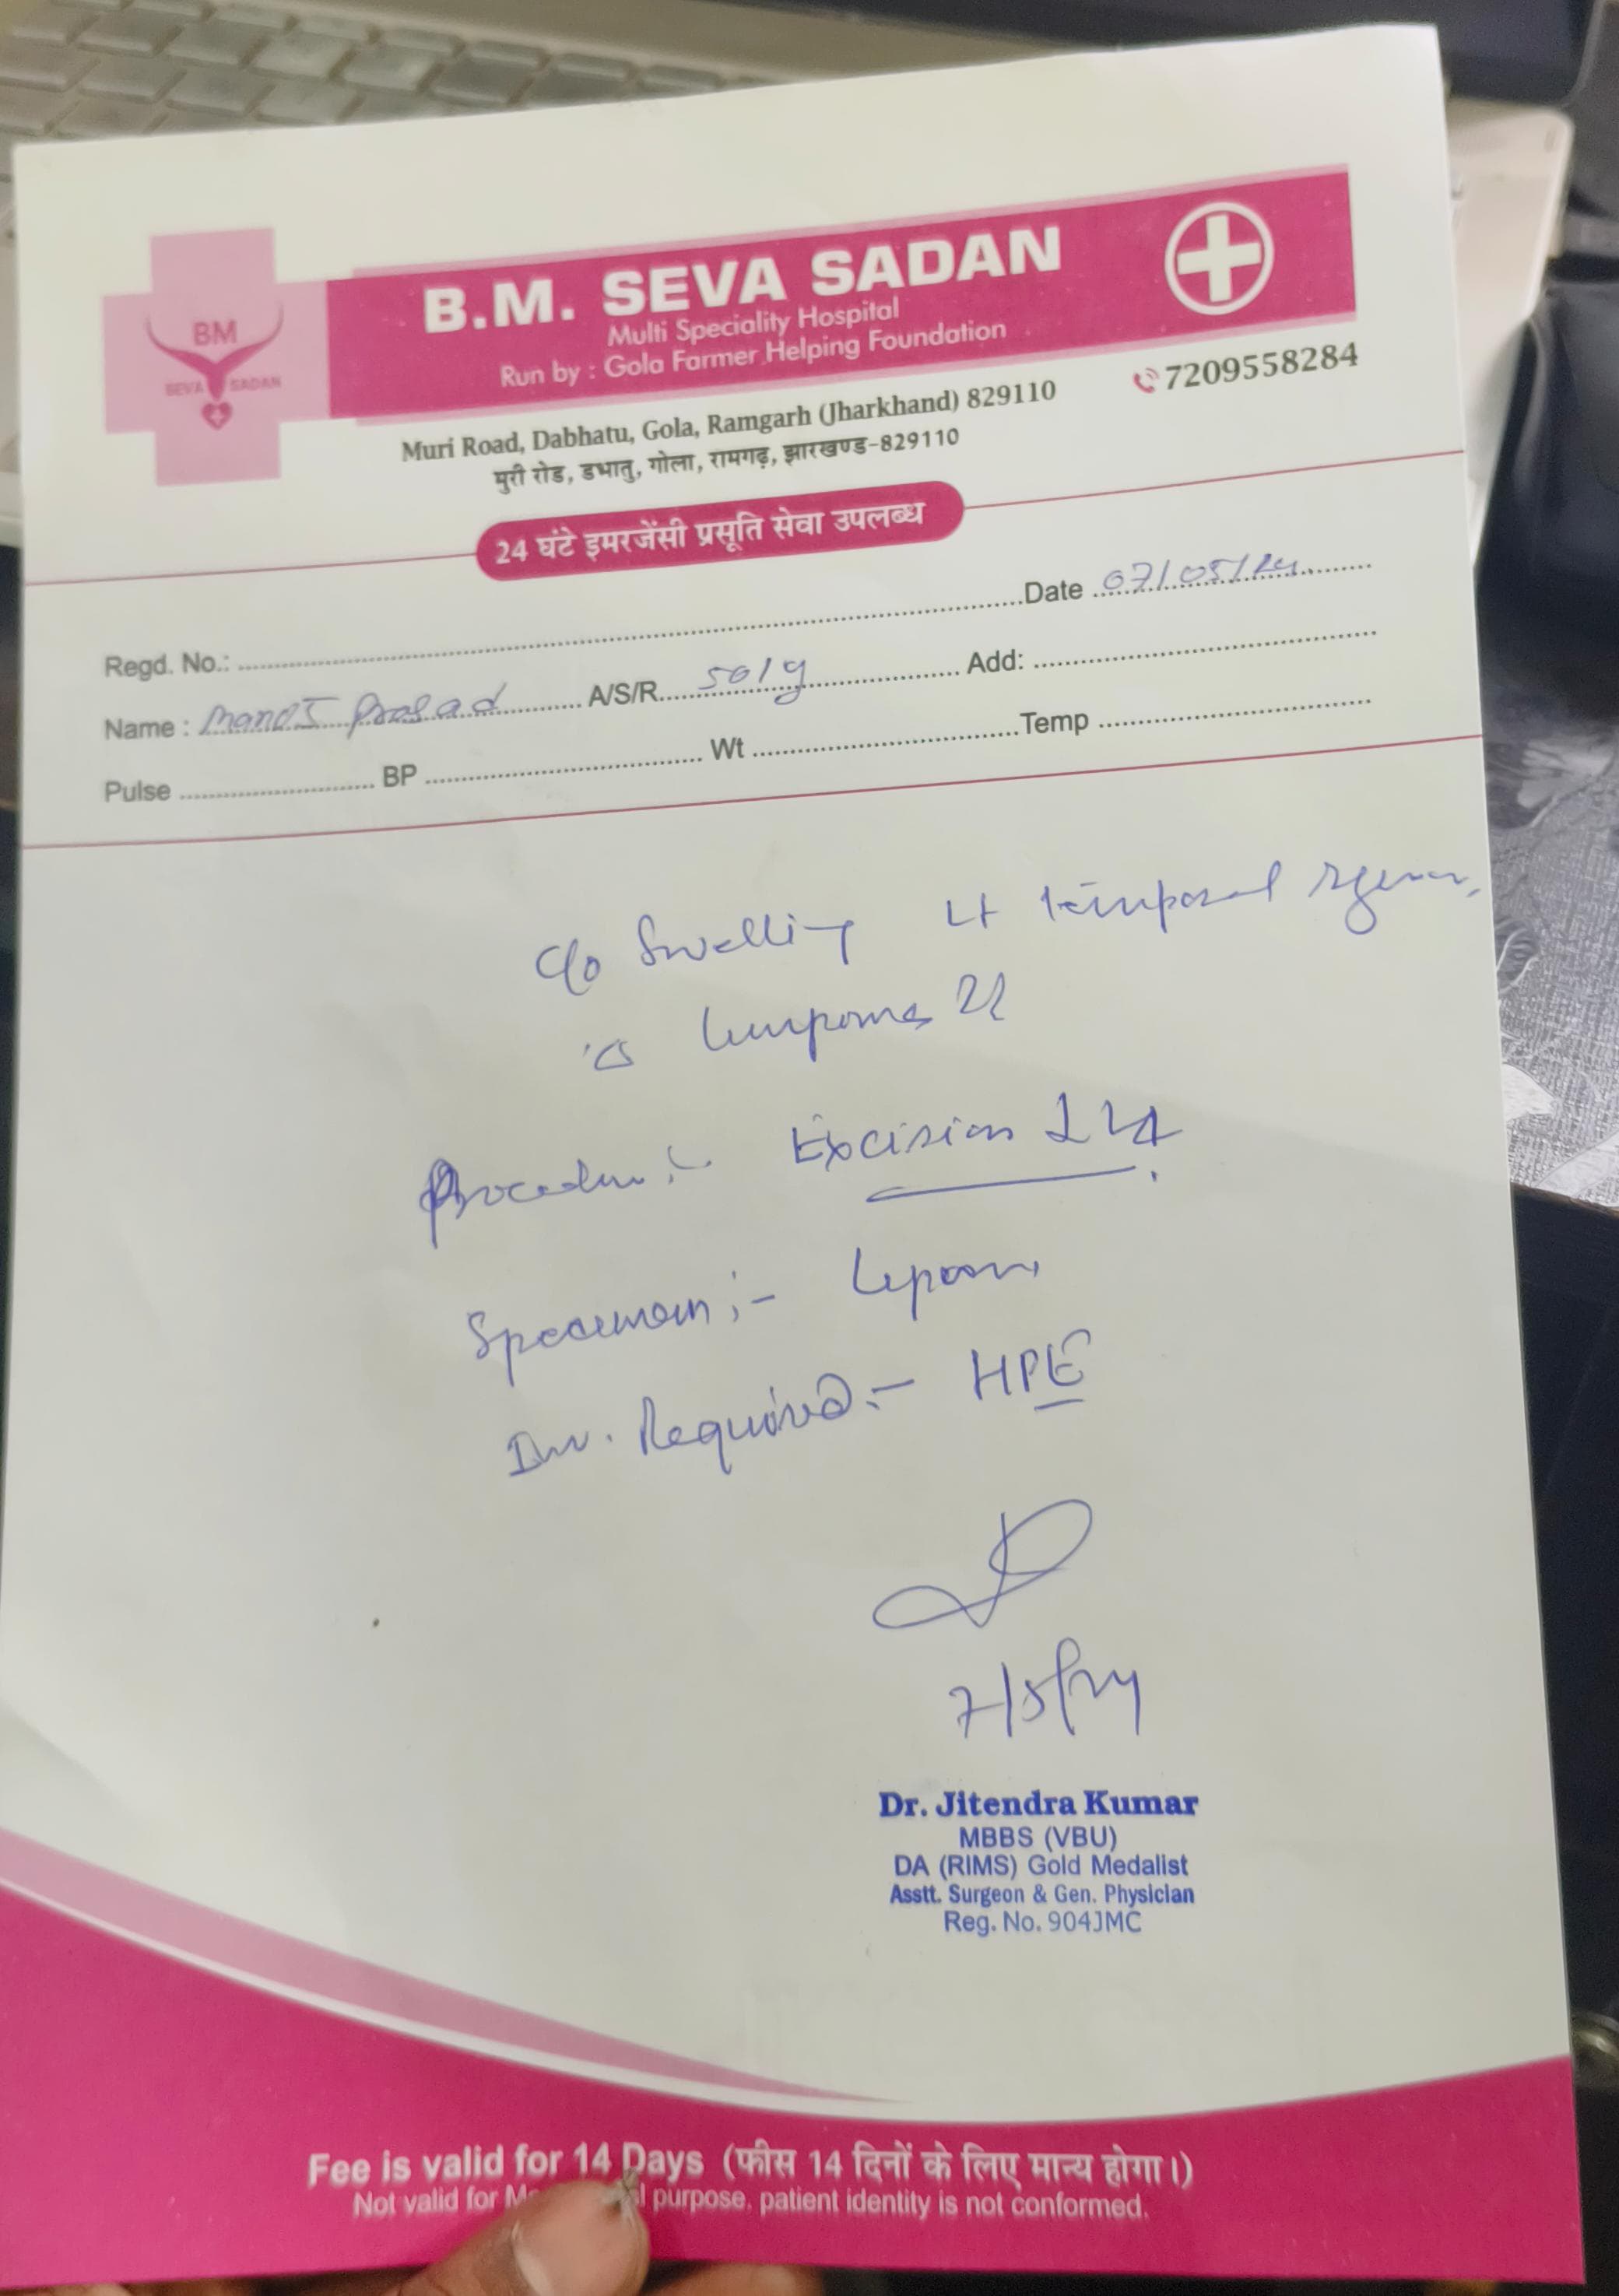 BM
SEVA SADAN
B.M. SEVA SADAN
Multi Speciality Hospital
Run by : Gola Farmer Helping Foundation
Muri Road, Dabhatu, Gola, Ramgarh (Jharkhand) 829110
7209558284
मुरी रोड, डभातु, गोला, रामगढ़, झारखण्ड-829110
24 घंटे इमरजेंसी प्रसूति सेवा उपलब्ध
Regd. No.: Date 07/05/24
Name : Manoj Prasad A/S/R. 50/y Add:
Pulse BP Wt Temp
c/o Swelling Lt temporal region
Lumpoma
Procedure :- Excision
Specimen :- Lipoma
Inv. Required :- HPE
7/5/24
Dr. Jitendra Kumar
MBBS (VBU)
DA (RIMS) Gold Medalist
Asstt. Surgeon & Gen. Physician
Reg. No. 904JMC
Fee is valid for 14 Days (फीस 14 दिनों के लिए मान्य होगा।)
Not valid for purpose. patient identity is not conformed.